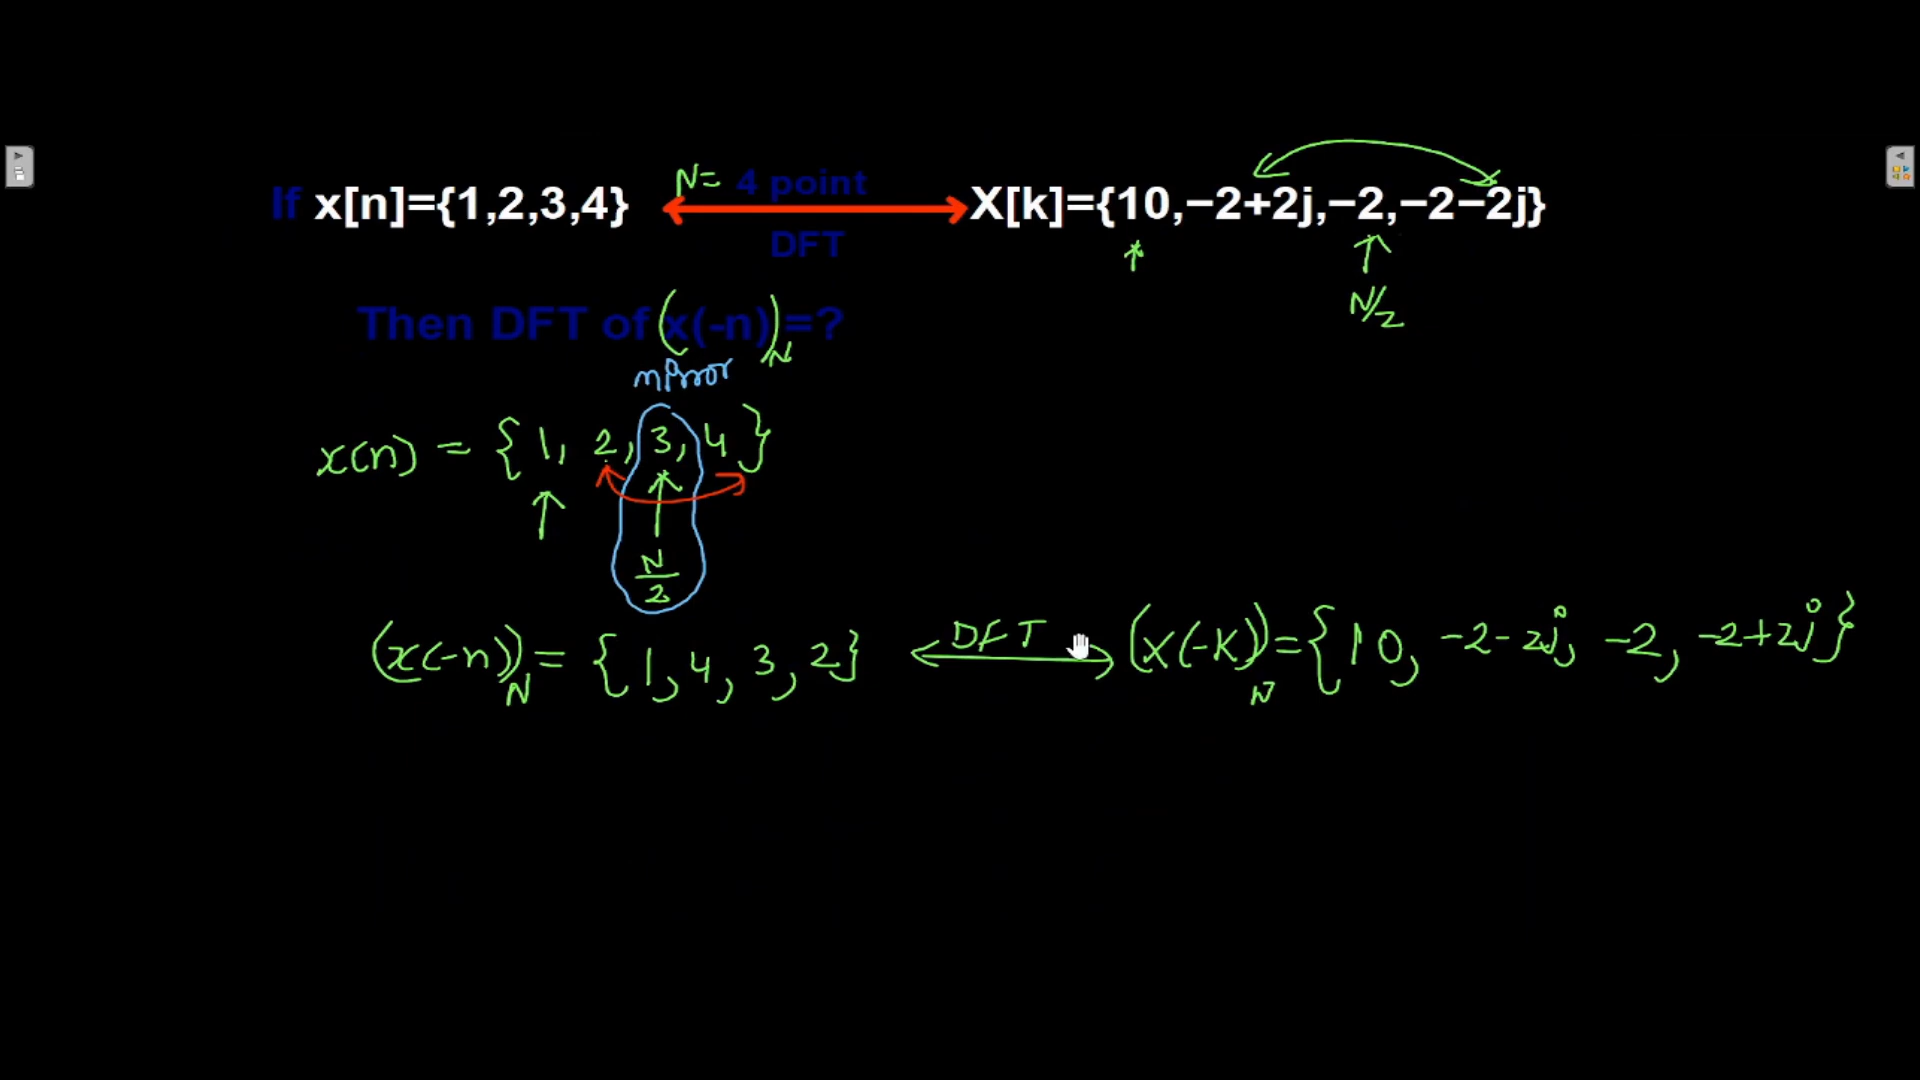 If x[n]={1,2,3,4} N= 4 point DFT X[k]={10,−2+2j,−2,−2−2j}
N/2
Then DFT of (x(-n))N=?
mirror
x(n) = {1, 2, 3, 4}
N/2
(x(-n))N = {1, 4, 3, 2} DFT (X(-K))N = {10, -2-2j, -2, -2+2j}